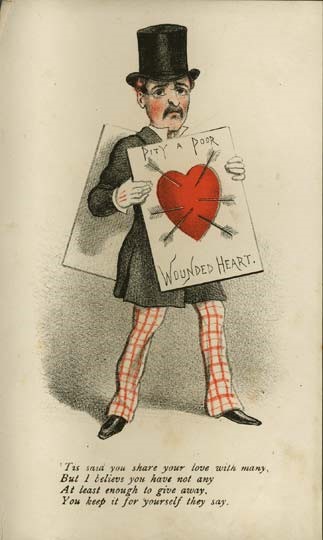 PITY A POOR
WOUNDED HEART.
'Tis said you share your love with many,
But I believes you have not any
At least enough to give away,
You keep it for yourself they say.